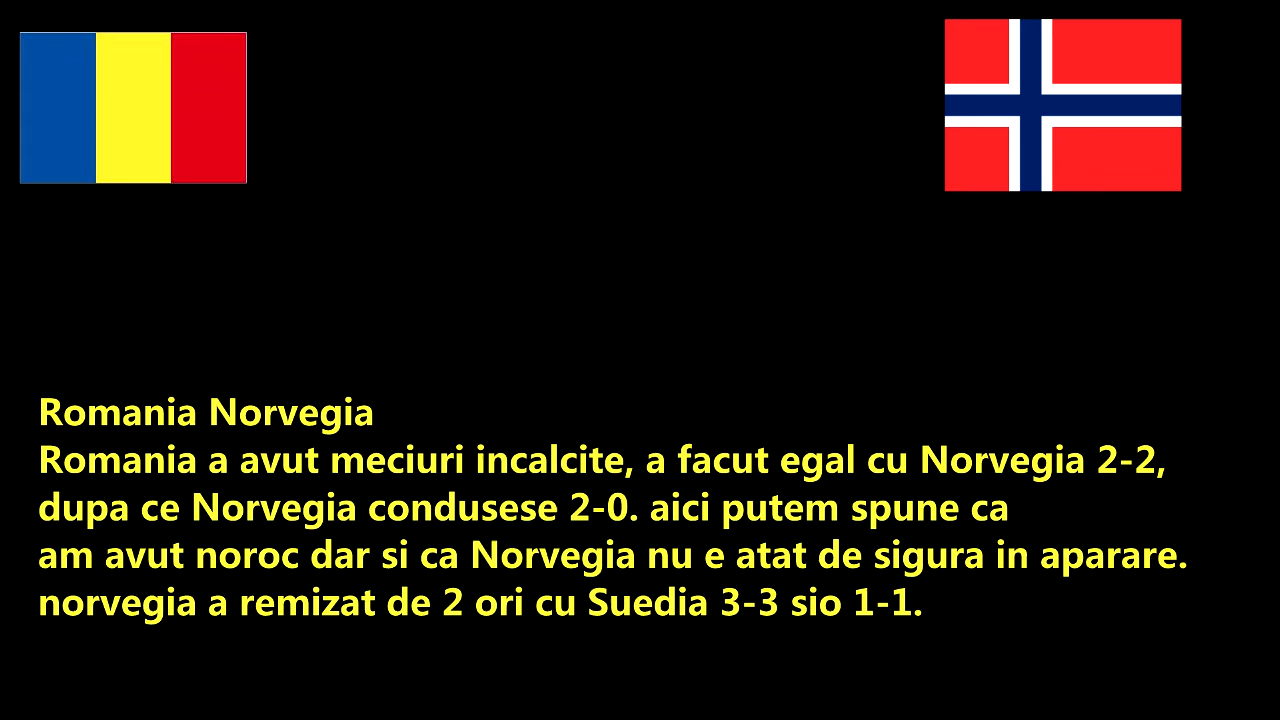 Romania Norvegia
Romania a avut meciuri incalcite, a facut egal cu Norvegia 2-2,
dupa ce Norvegia condusese 2-0. aici putem spune ca
am avut noroc dar si ca Norvegia nu e atat de sigura in aparare.
norvegia a remizat de 2 ori cu Suedia 3-3 sio 1-1.